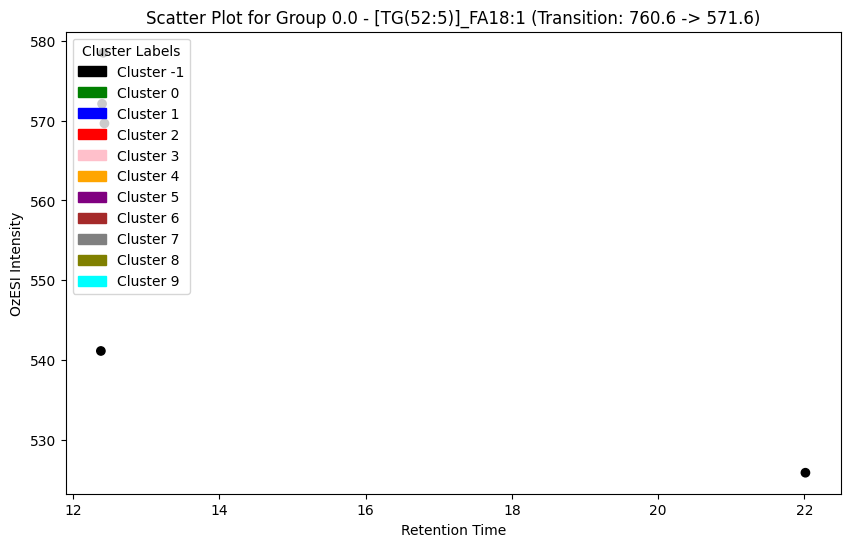 Scatter Plot for Group 0.0 - [TG(52:5)]_FA18:1 (Transition: 760.6 -> 571.6)
580
570
560
550
540
530
OzESI Intensity
Cluster Labels
Cluster -1
Cluster 0
Cluster 1
Cluster 2
Cluster 3
Cluster 4
Cluster 5
Cluster 6
Cluster 7
Cluster 8
Cluster 9
12 14 16 18 20 22
Retention Time